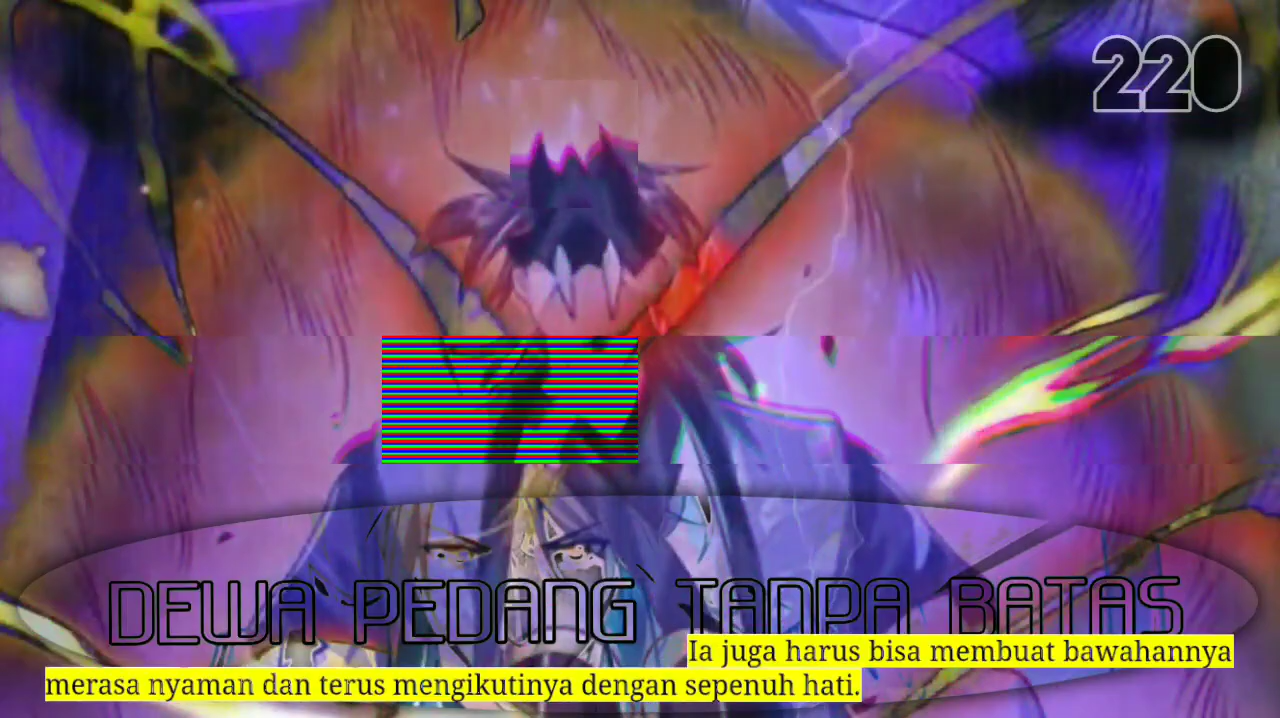 220
DEWA PEDANG TANPA BATAS
Ia juga harus bisa membuat bawahannya
merasa nyaman dan terus mengikutinya dengan sepenuh hati.